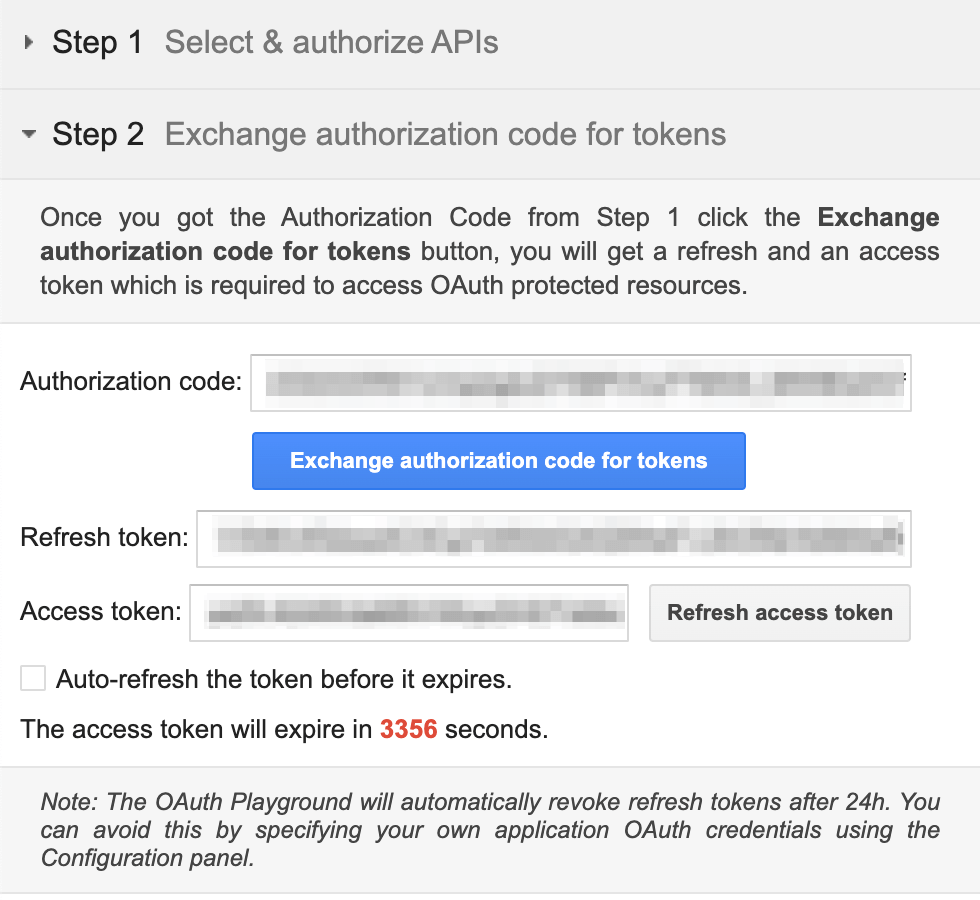 Step 1 Select & authorize APIs
Step 2 Exchange authorization code for tokens
Once you got the Authorization Code from Step 1 click the Exchange
authorization code for tokens button, you will get a refresh and an access
token which is required to access OAuth protected resources.
Authorization code:
Exchange authorization code for tokens
Refresh token:
Access token: Refresh access token
Auto-refresh the token before it expires.
The access token will expire in 3356 seconds.
Note: The OAuth Playground will automatically revoke refresh tokens after 24h. You
can avoid this by specifying your own application OAuth credentials using the
Configuration panel.